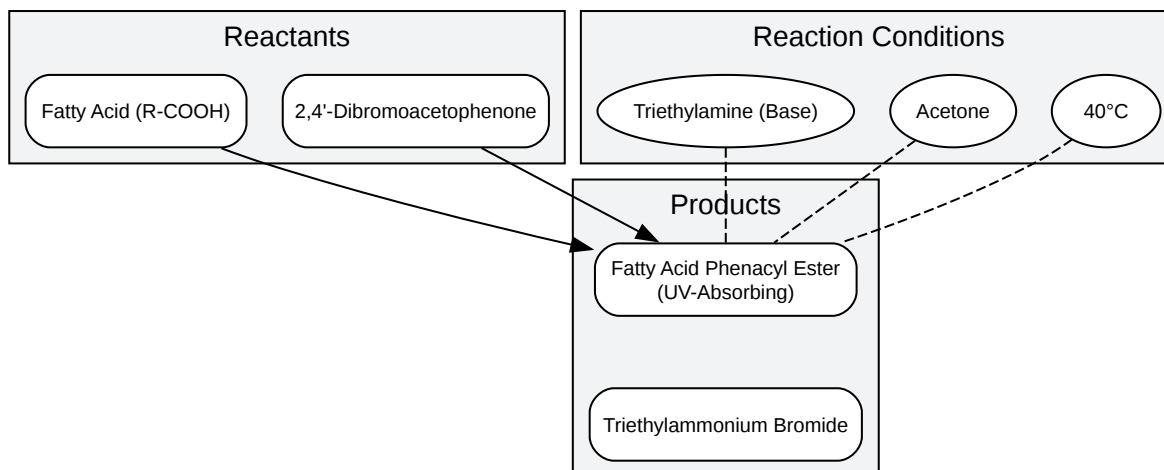 Reactants
Reaction Conditions
Fatty Acid (R-COOH)
2,4'-Dibromoacetophenone
Triethylamine (Base)
Acetone
40°C
Products
Fatty Acid Phenacyl Ester
(UV-Absorbing)
Triethylammonium Bromide